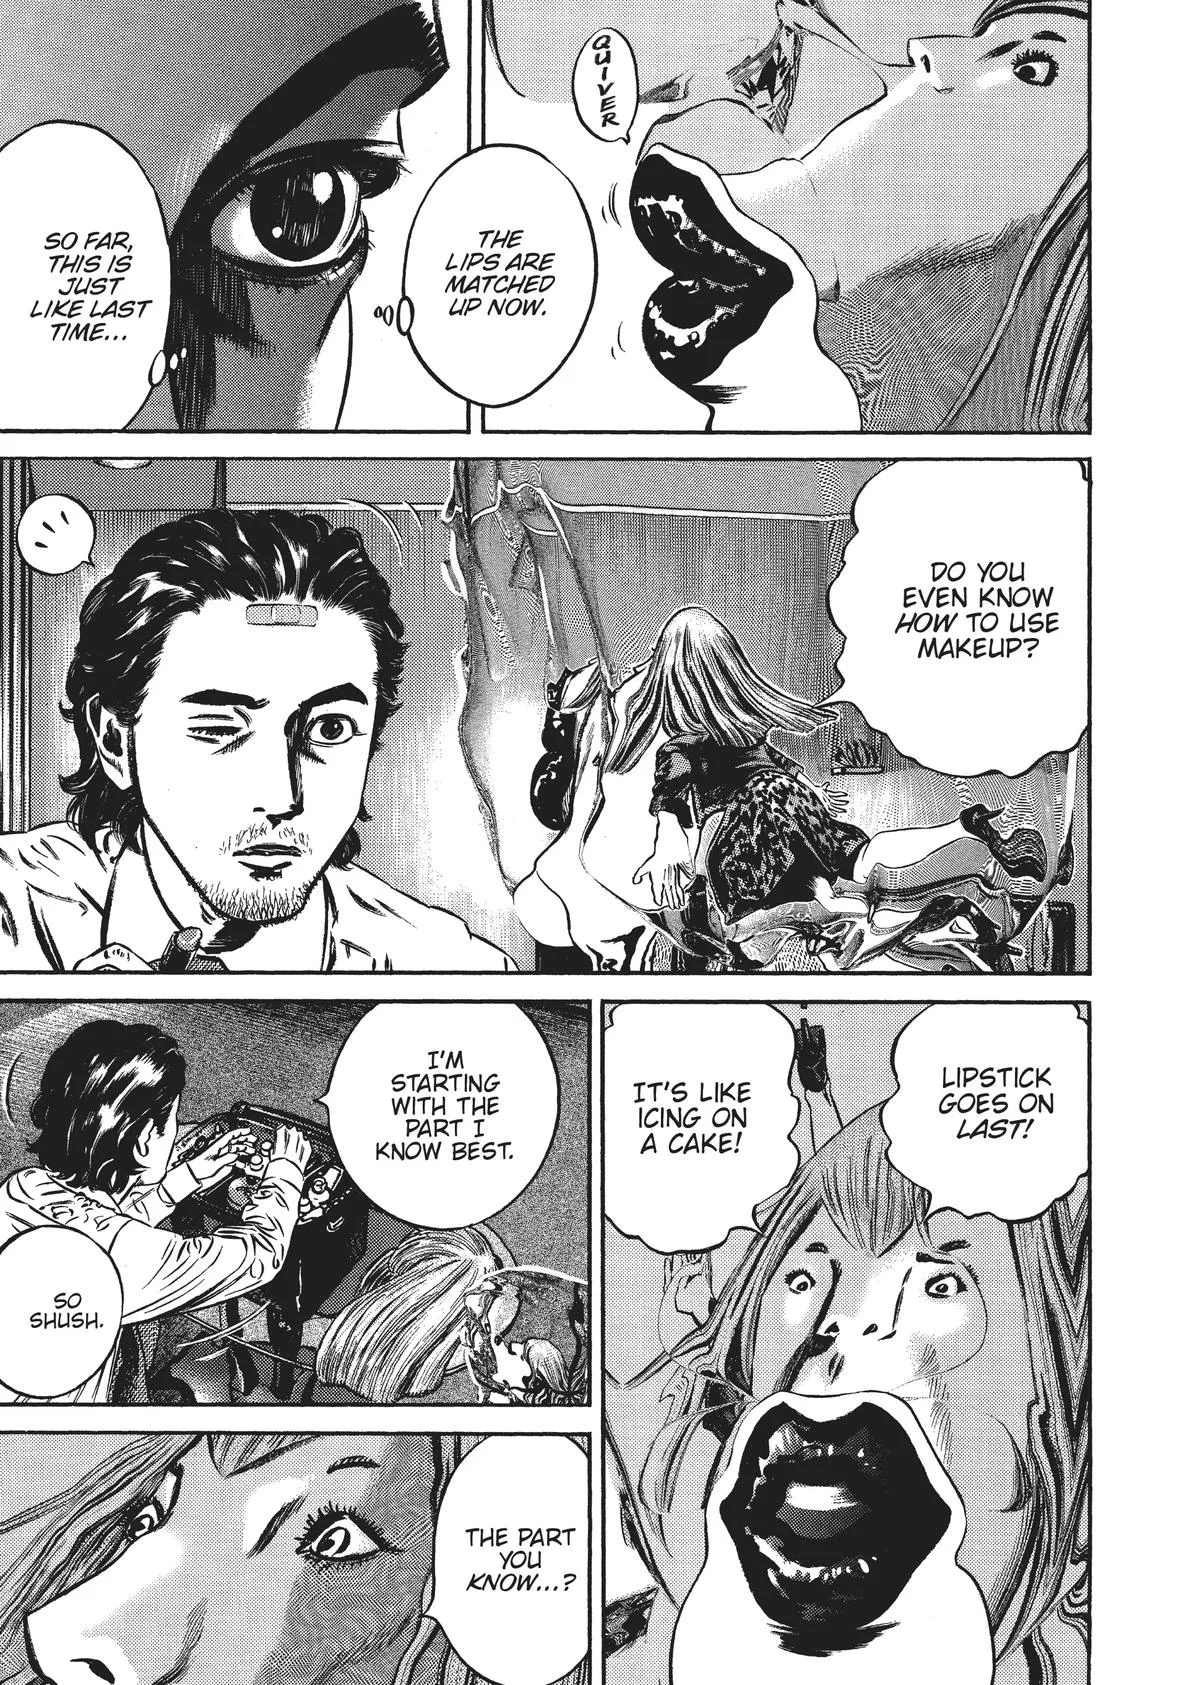 QUIVER
THE
LIPS ARE
MATCHED
UP NOW.
SO FAR,
THIS IS
JUST
LIKE LAST
TIME...
DO YOU
EVEN KNOW
HOW TO USE
MAKEUP?
LIPSTICK
GOES ON
LAST!
IT'S LIKE
ICING ON
A CAKE!
I'M
STARTING
WITH THE
PART I
KNOW BEST.
SO
SHUSH.
THE PART
YOU
KNOW...?